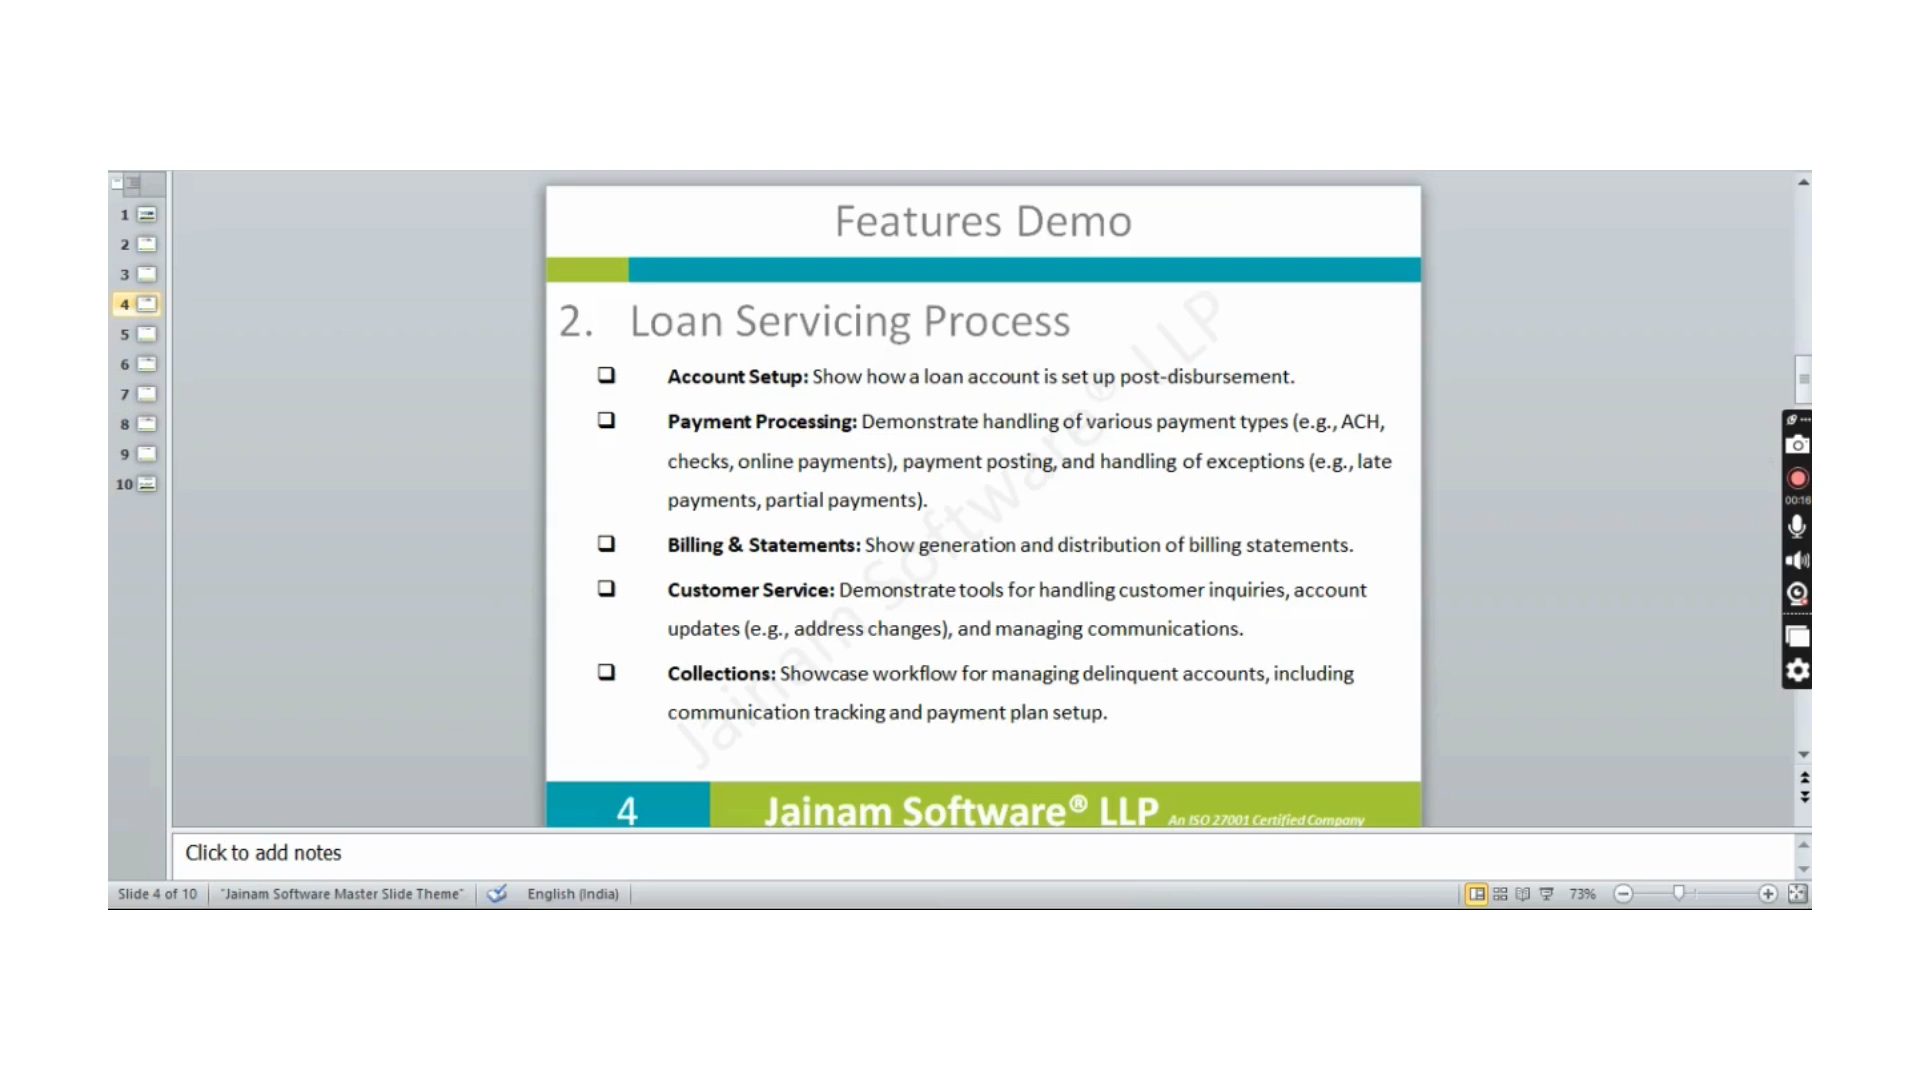 Features Demo
2. Loan Servicing Process
❑ Account Setup: Show how a loan account is set up post-disbursement.
❑ Payment Processing: Demonstrate handling of various payment types (e.g., ACH,
checks, online payments), payment posting, and handling of exceptions (e.g., late
payments, partial payments).
❑ Billing & Statements: Show generation and distribution of billing statements.
❑ Customer Service: Demonstrate tools for handling customer inquiries, account
updates (e.g., address changes), and managing communications.
❑ Collections: Showcase workflow for managing delinquent accounts, including
communication tracking and payment plan setup.
Jainam Software® LLP
4 Jainam Software® LLP An ISO 27001 Certified Company
1
2
3
4
5
6
7
8
9
10
00:16
Click to add notes
Slide 4 of 10 "Jainam Software Master Slide Theme" English (India) 73%